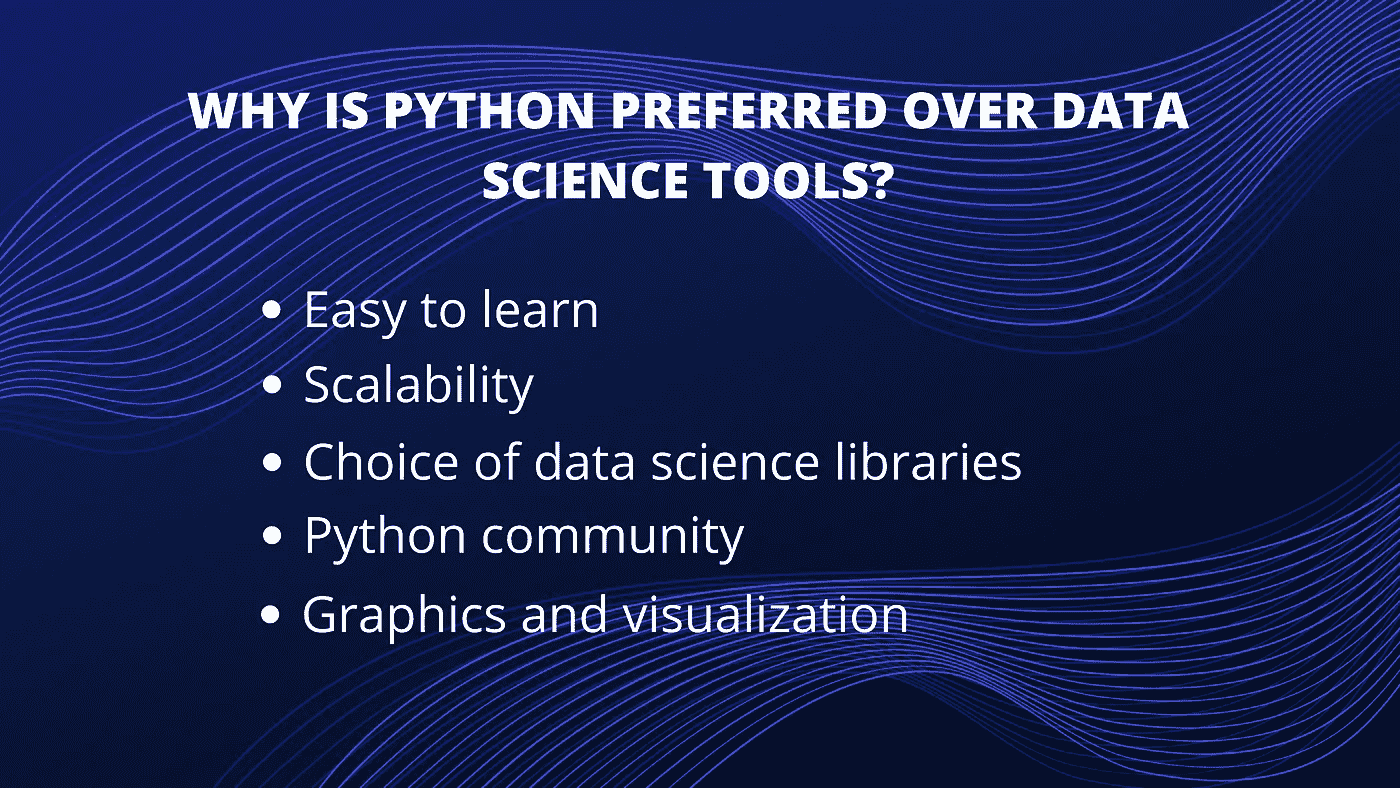 WHY IS PYTHON PREFERRED OVER DATA
SCIENCE TOOLS?
• Easy to learn
• Scalability
• Choice of data science libraries
• Python community
• Graphics and visualization